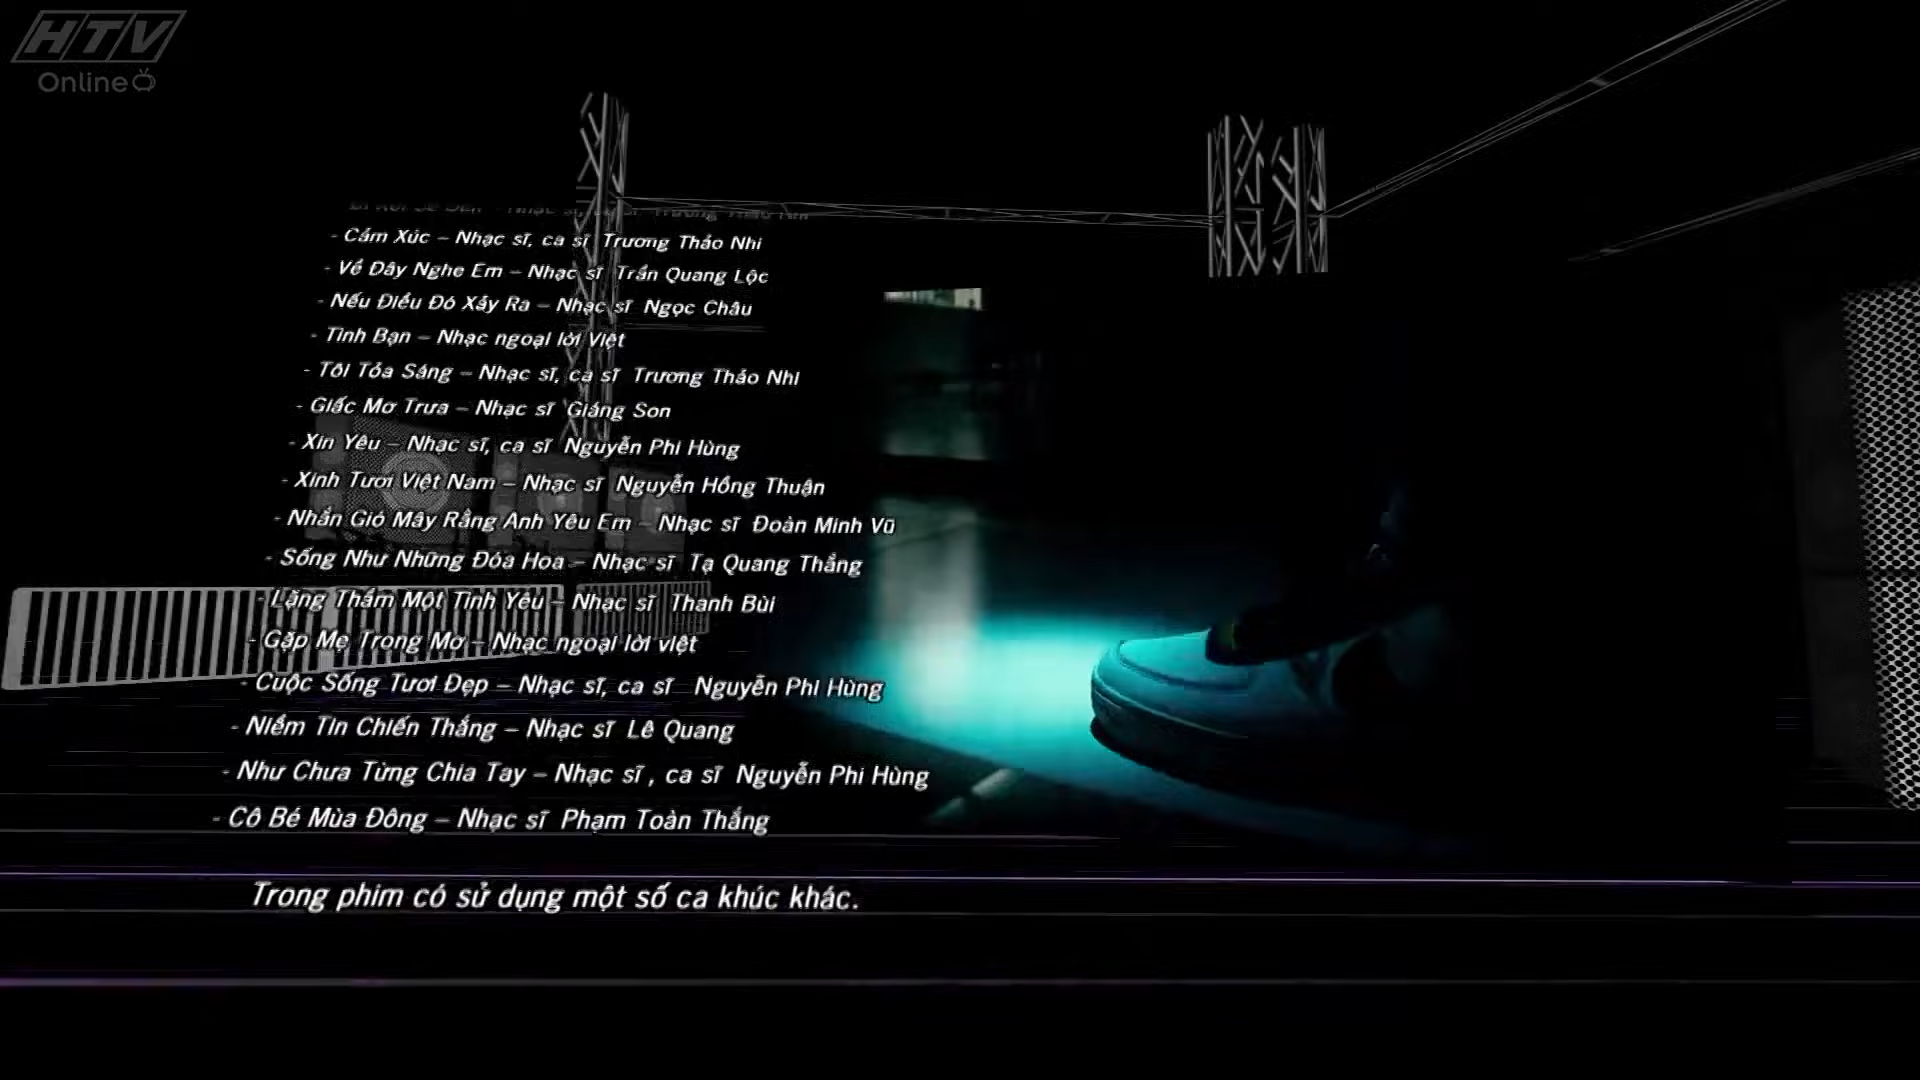 HTV
Online
- Cảm Xúc – Nhạc sĩ, ca sĩ Trương Thảo Nhi
- Về Đây Nghe Em – Nhạc sĩ Trần Quang Lộc
- Nếu Điều Đó Xảy Ra – Nhạc sĩ Ngọc Châu
- Tình Bạn – Nhạc ngoại lời Việt
- Tôi Tỏa Sáng – Nhạc sĩ, ca sĩ Trương Thảo Nhi
- Giấc Mơ Trưa – Nhạc sĩ Giáng Son
- Xin Yêu – Nhạc sĩ, ca sĩ Nguyễn Phi Hùng
- Xinh Tươi Việt Nam – Nhạc sĩ Nguyễn Hồng Thuận
- Nhắn Gió Mây Rằng Anh Yêu Em – Nhạc sĩ Đoàn Minh Vũ
- Sống Như Những Đóa Hoa – Nhạc sĩ Tạ Quang Thắng
- Lặng Thầm Một Tình Yêu – Nhạc sĩ Thanh Bùi
- Gặp Mẹ Trong Mơ – Nhạc ngoại lời việt
- Cuộc Sống Tươi Đẹp – Nhạc sĩ, ca sĩ Nguyễn Phi Hùng
- Niềm Tin Chiến Thắng – Nhạc sĩ Lê Quang
- Như Chưa Từng Chia Tay – Nhạc sĩ , ca sĩ Nguyễn Phi Hùng
- Cô Bé Mùa Đông – Nhạc sĩ Phạm Toàn Thắng
Trong phim có sử dụng một số ca khúc khác.